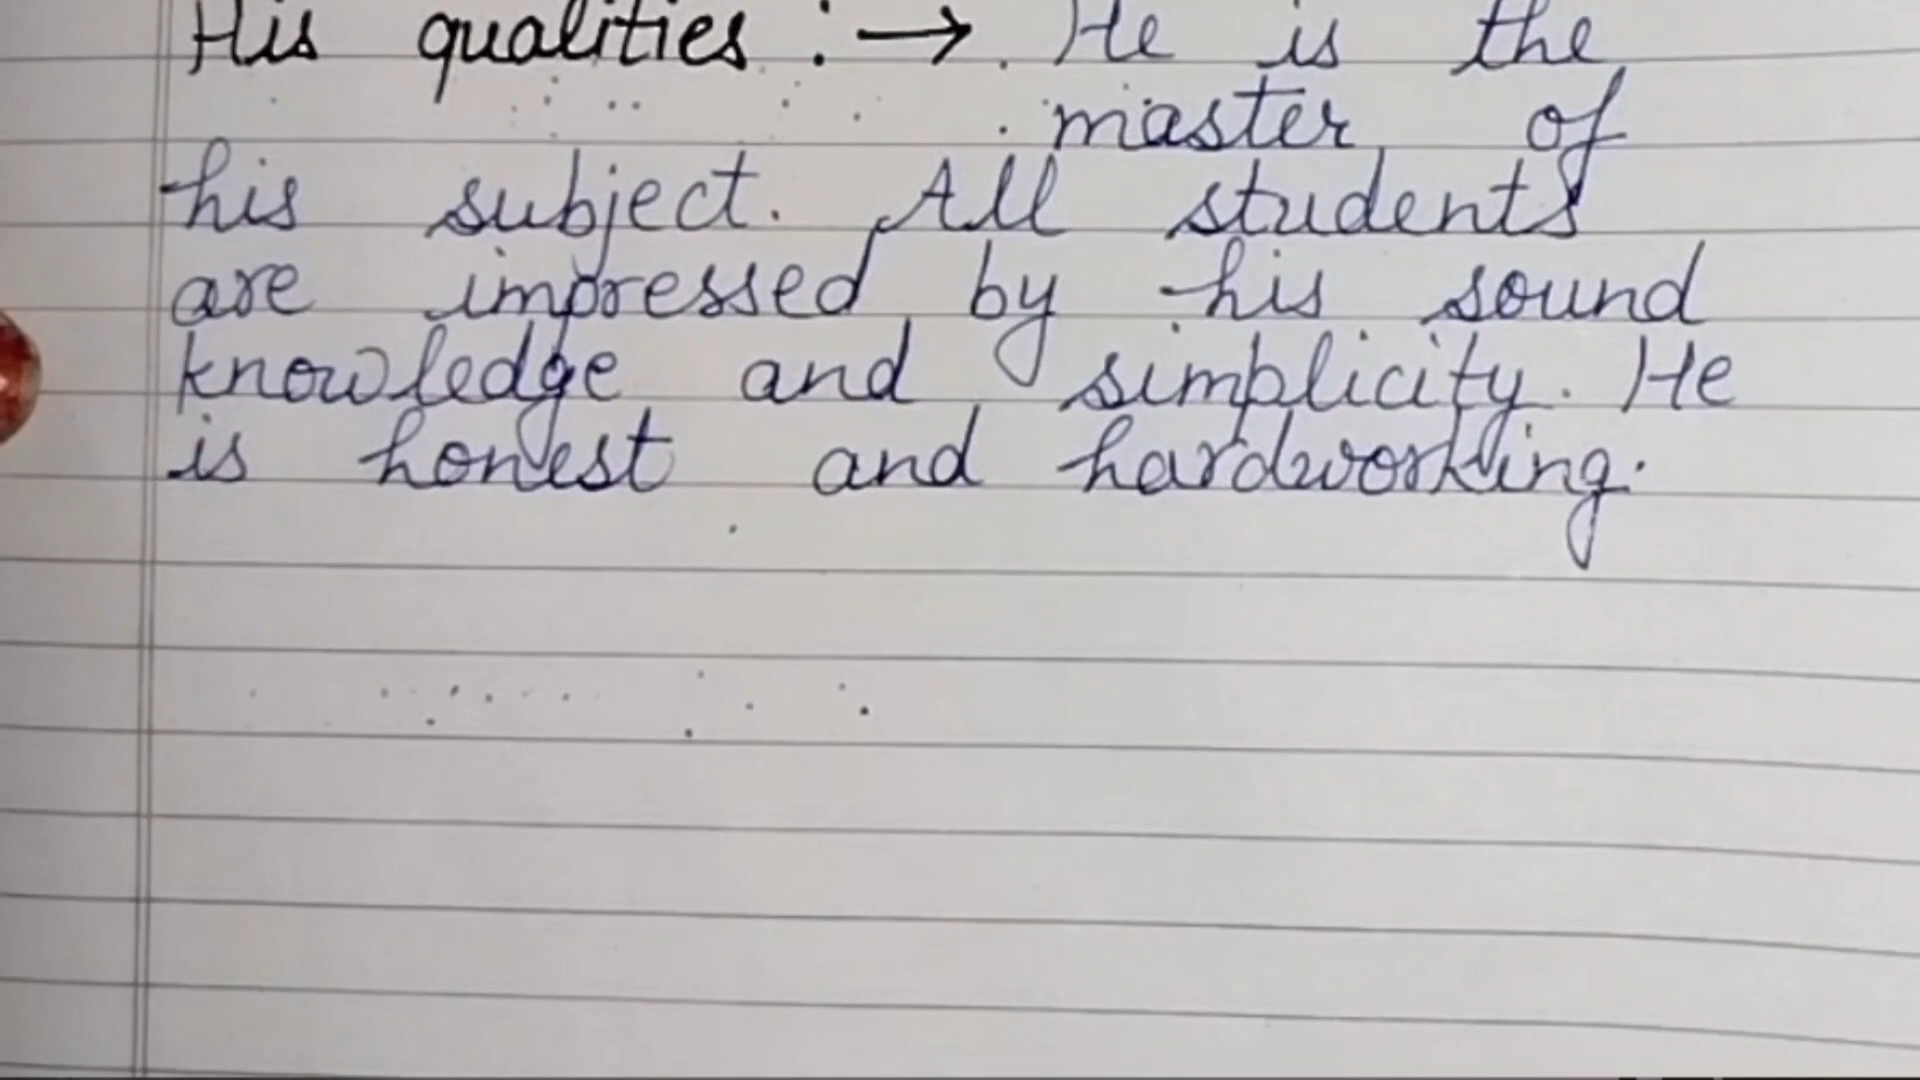 His qualities :→ He is the
master of
his subject. All students
are impressed by his sound
knowledge and simplicity. He
is honest and hardworking.